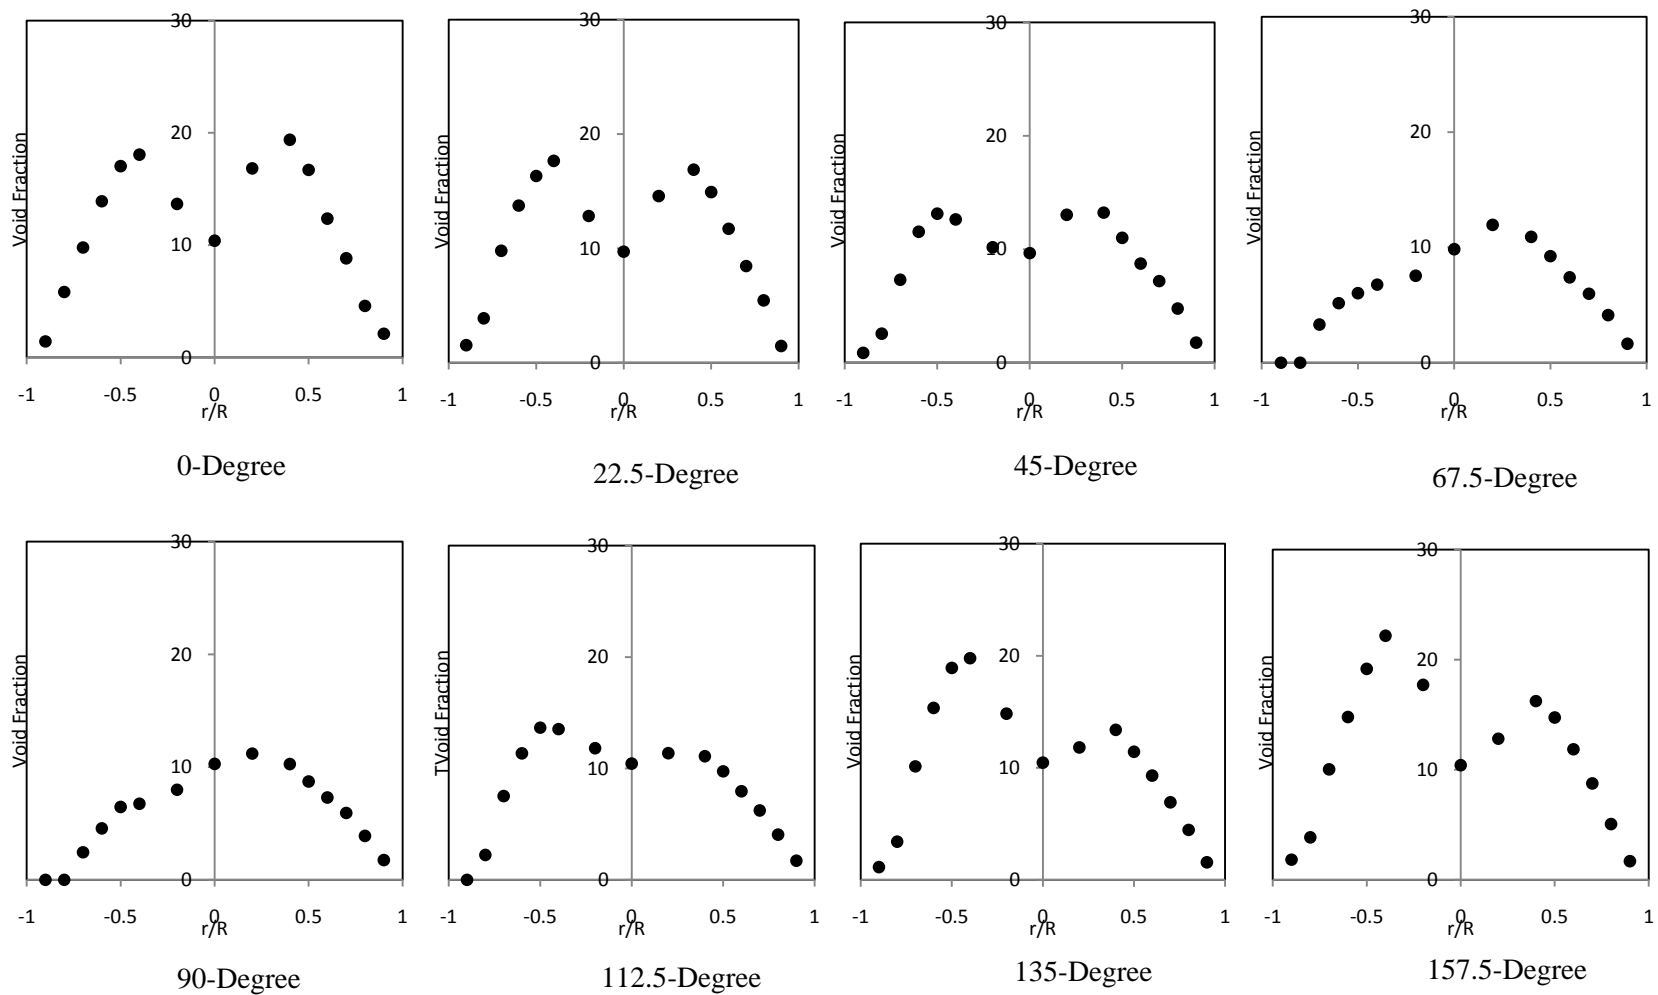 30
20
10
0
Void Fraction
-1 -0.5 0 0.5 1
r/R
0-Degree
30
20
10
0
Void Fraction
-1 -0.5 0 0.5 1
r/R
22.5-Degree
30
20
10
0
Void Fraction
-1 -0.5 0 0.5 1
r/R
45-Degree
30
20
10
0
Void Fraction
-1 -0.5 0 0.5 1
r/R
67.5-Degree
30
20
10
0
Void Fraction
-1 -0.5 0 0.5 1
r/R
90-Degree
30
20
10
0
TVoid Fraction
-1 -0.5 0 0.5 1
r/R
112.5-Degree
30
20
10
0
Void Fraction
-1 -0.5 0 0.5 1
r/R
135-Degree
30
20
10
0
Void Fraction
-1 -0.5 0 0.5 1
r/R
157.5-Degree